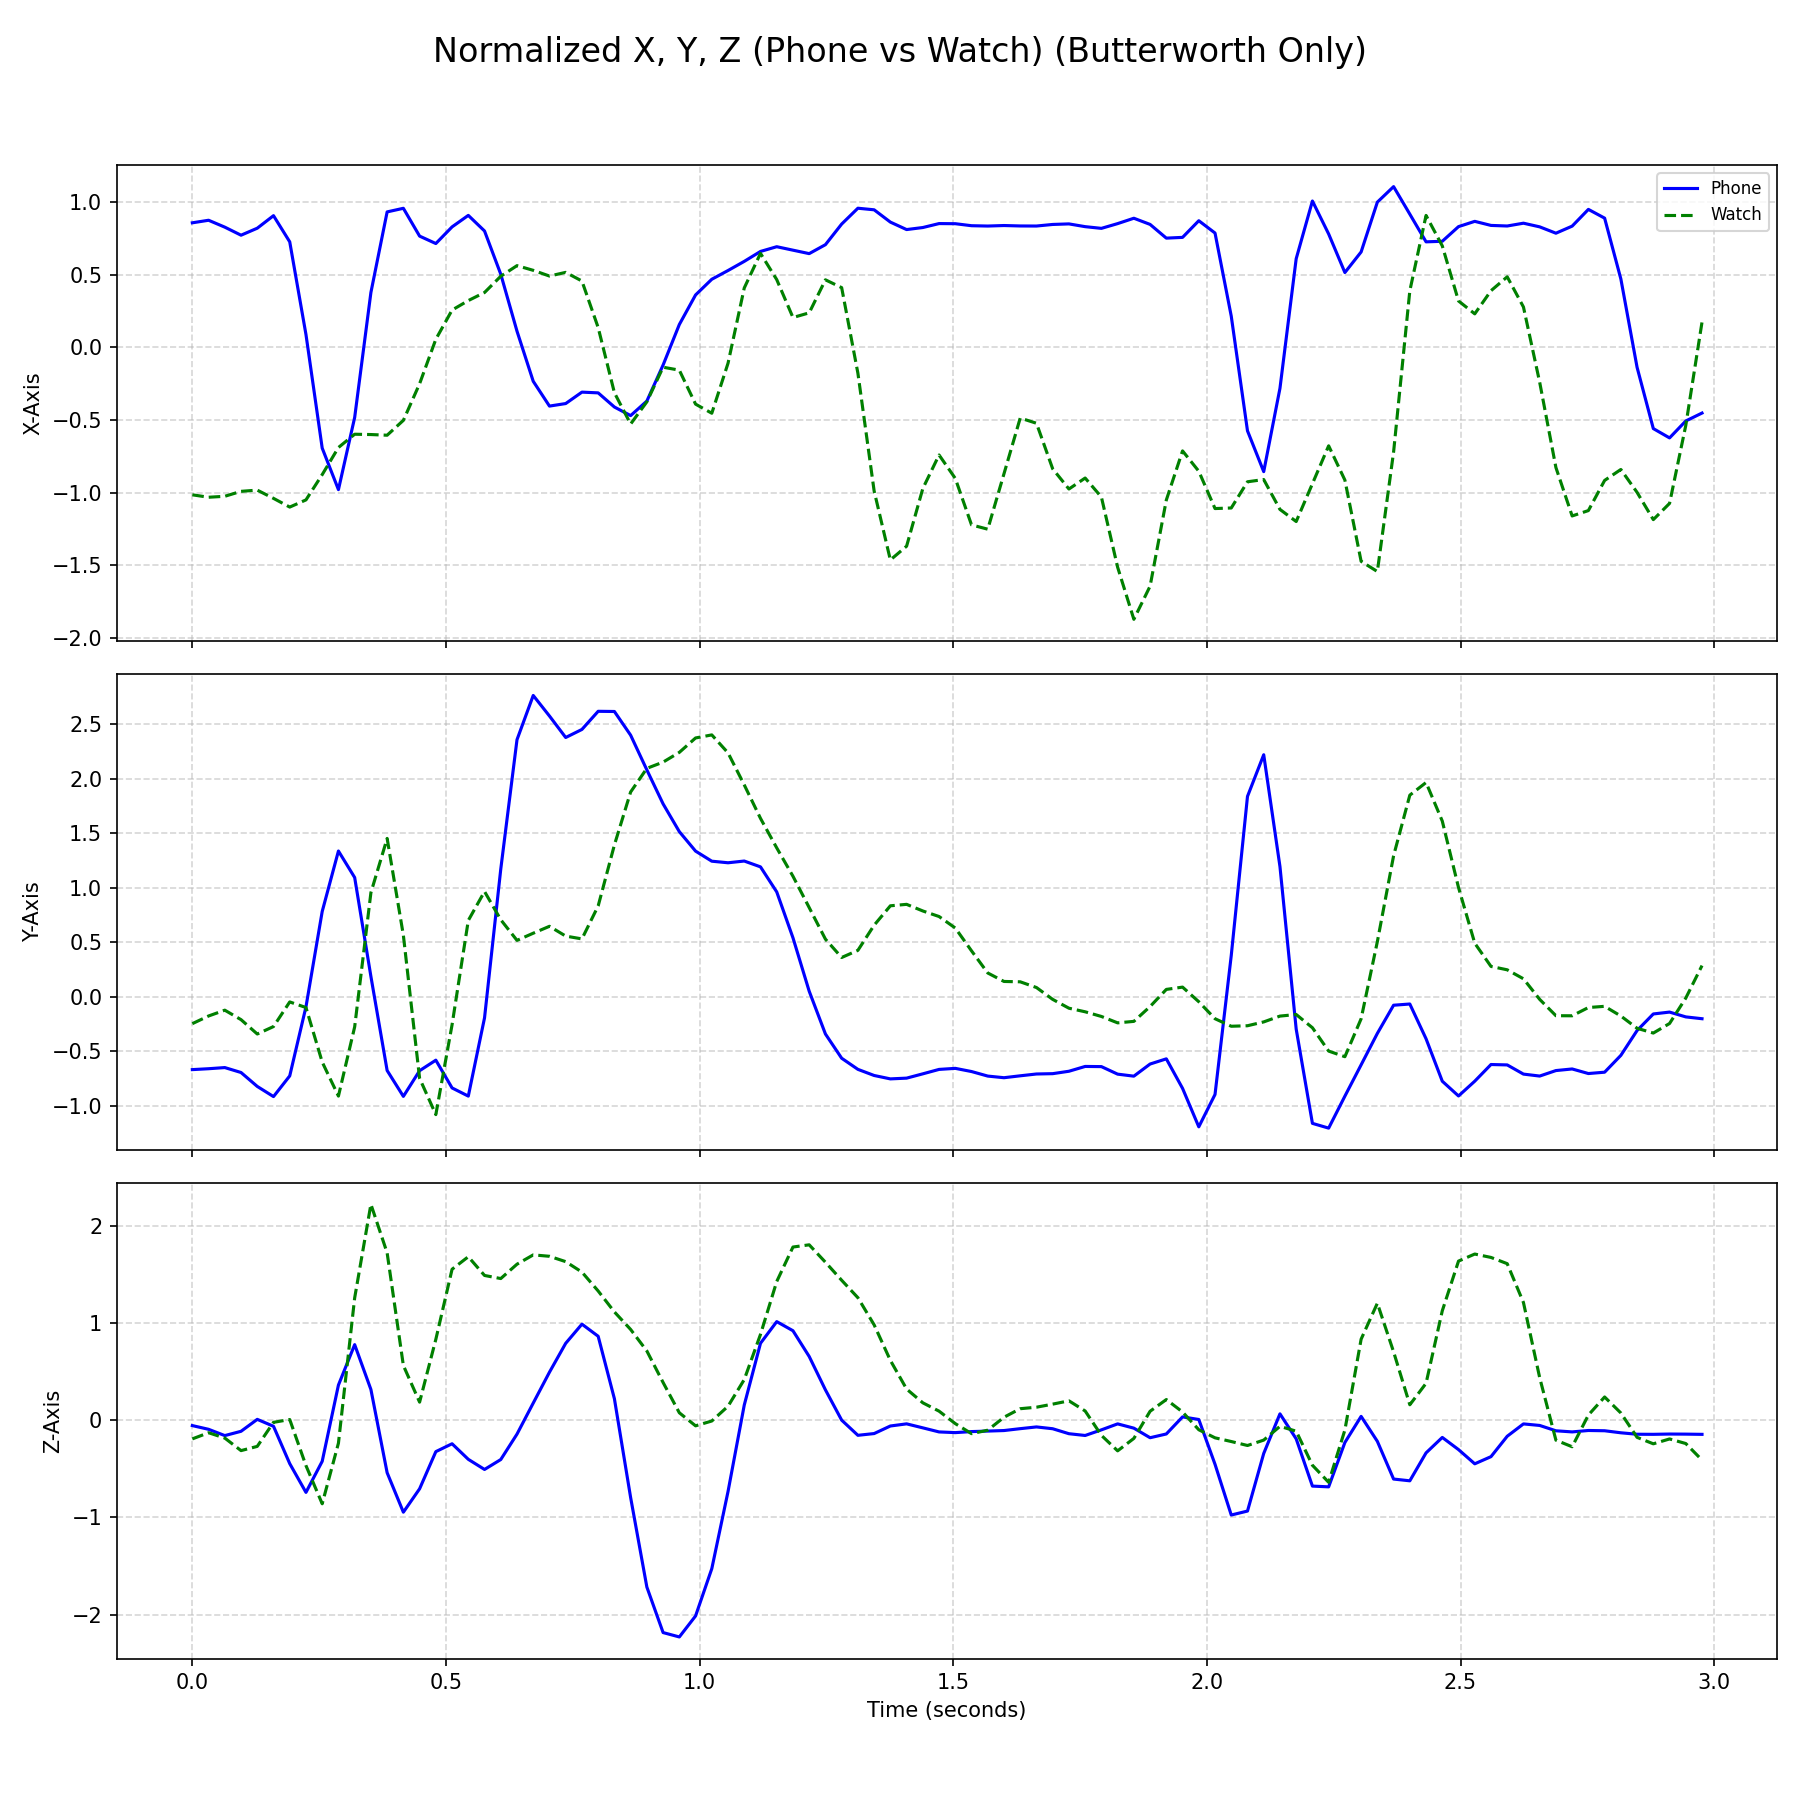 Normalized X, Y, Z (Phone vs Watch) (Butterworth Only)
Phone
Watch
1.0
0.5
0.0
−0.5
−1.0
−1.5
−2.0
X-Axis
2.5
2.0
1.5
1.0
0.5
0.0
−0.5
−1.0
Y-Axis
2
1
0
−1
−2
Z-Axis
0.0 0.5 1.0 1.5 2.0 2.5 3.0
Time (seconds)